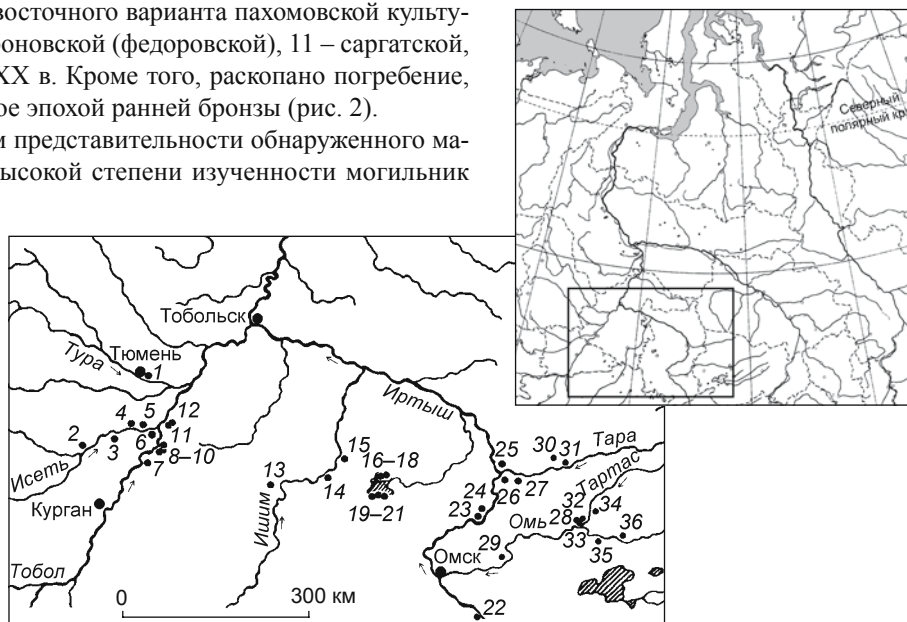 восточного варианта пахомовской культу-
роновской (федоровской), 11 – саргатской,
XX в. Кроме того, раскопано погребение,
ое эпохой ранней бронзы (рис. 2).
м представительности обнаруженного ма-
ысокой степени изученности могильник
Северный
полярный кр
Тобольск
Тюмень
1
Тура
Иртыш
4
5
12
2
3
6
11
8–10
7
Исеть
Курган
Тобол
13
Ишим
14
15
16–18
19–21
25
30
31
Тара
26
27
Тартас
24
23
32
34
28
Омь
36
33
35
29
Омск
22
0
300 км